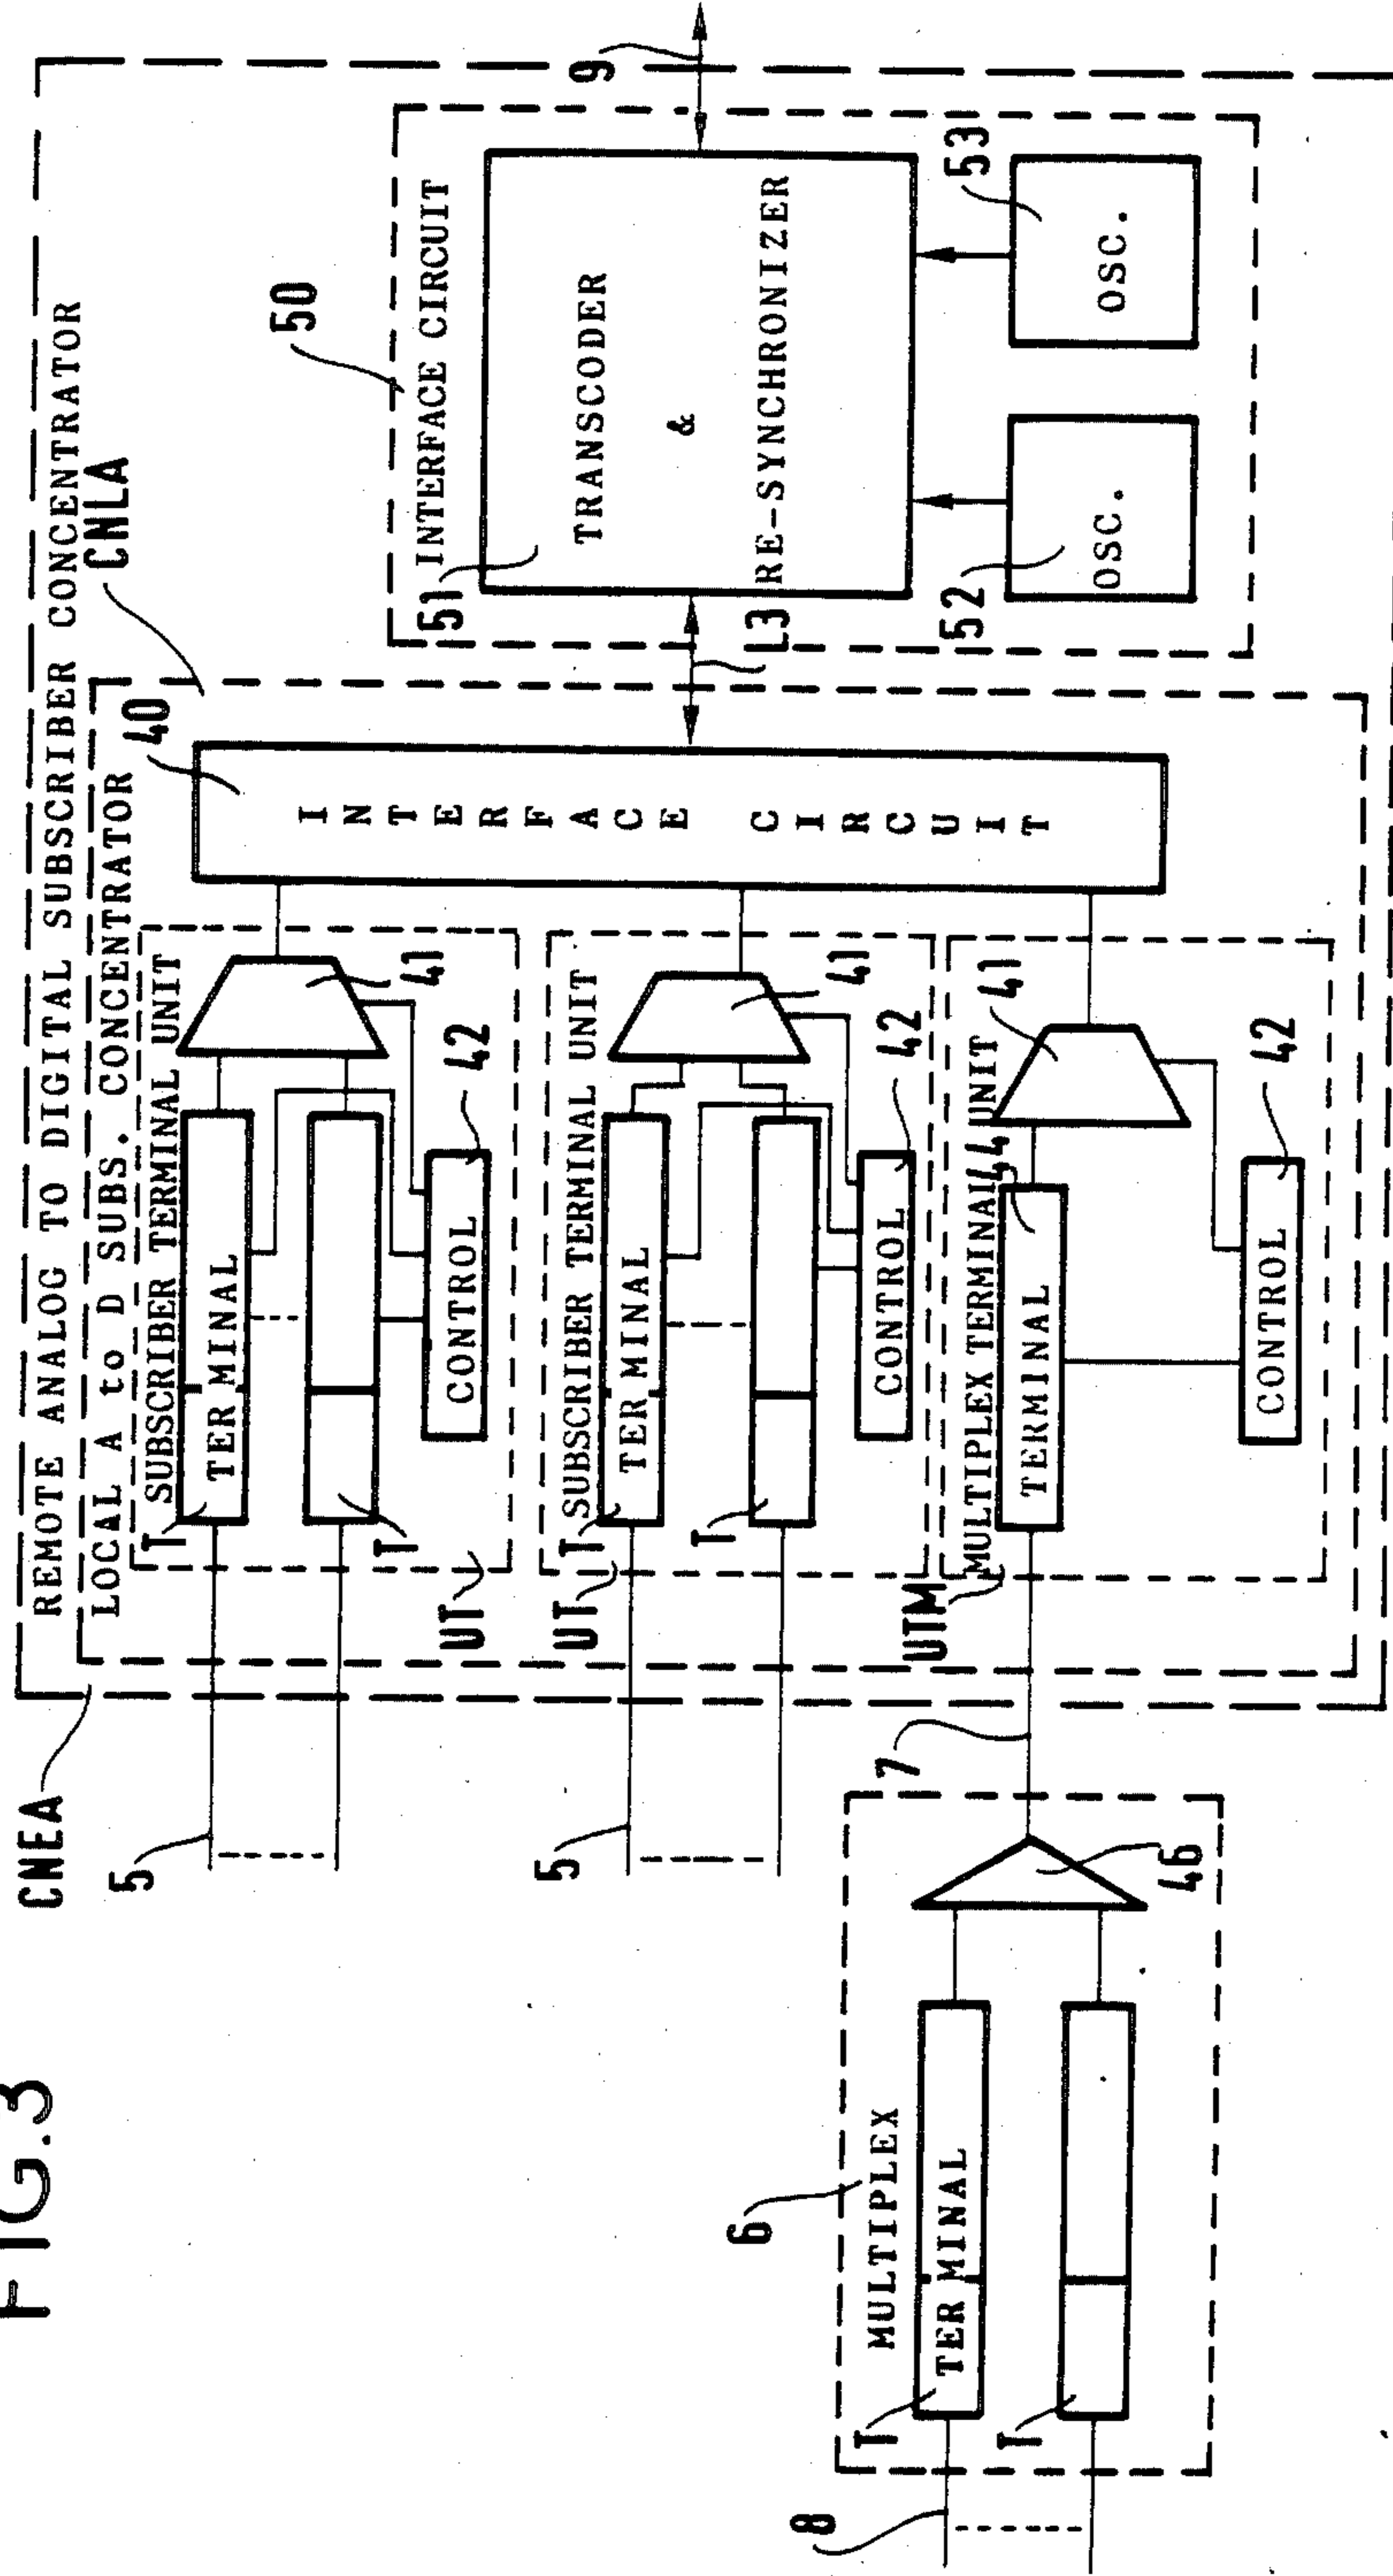 FIG.3
CNEA
REMOTE ANALOG TO DIGITAL SUBSCRIBER CONCENTRATOR
CNLA
LOCAL A to D SUBS. CONCENTRATOR
40
50
9
5
T
SUBSCRIBER TERMINAL UNIT
TERMINAL
41
T
CONTROL
42
UT
INTERFACE CIRCUIT
INTERFACE CIRCUIT
51
TRANSCODER
&
RE-SYNCHRONIZER
L3
52
OSC.
53
OSC.
5
UT
T
SUBSCRIBER TERMINAL UNIT
TERMINAL
41
T
CONTROL
42
UTM
MULTIPLEX TERMINAL UNIT
44
41
TERMINAL
CONTROL
42
7
6
MULTIPLEX
T
TERMINAL
46
T
8